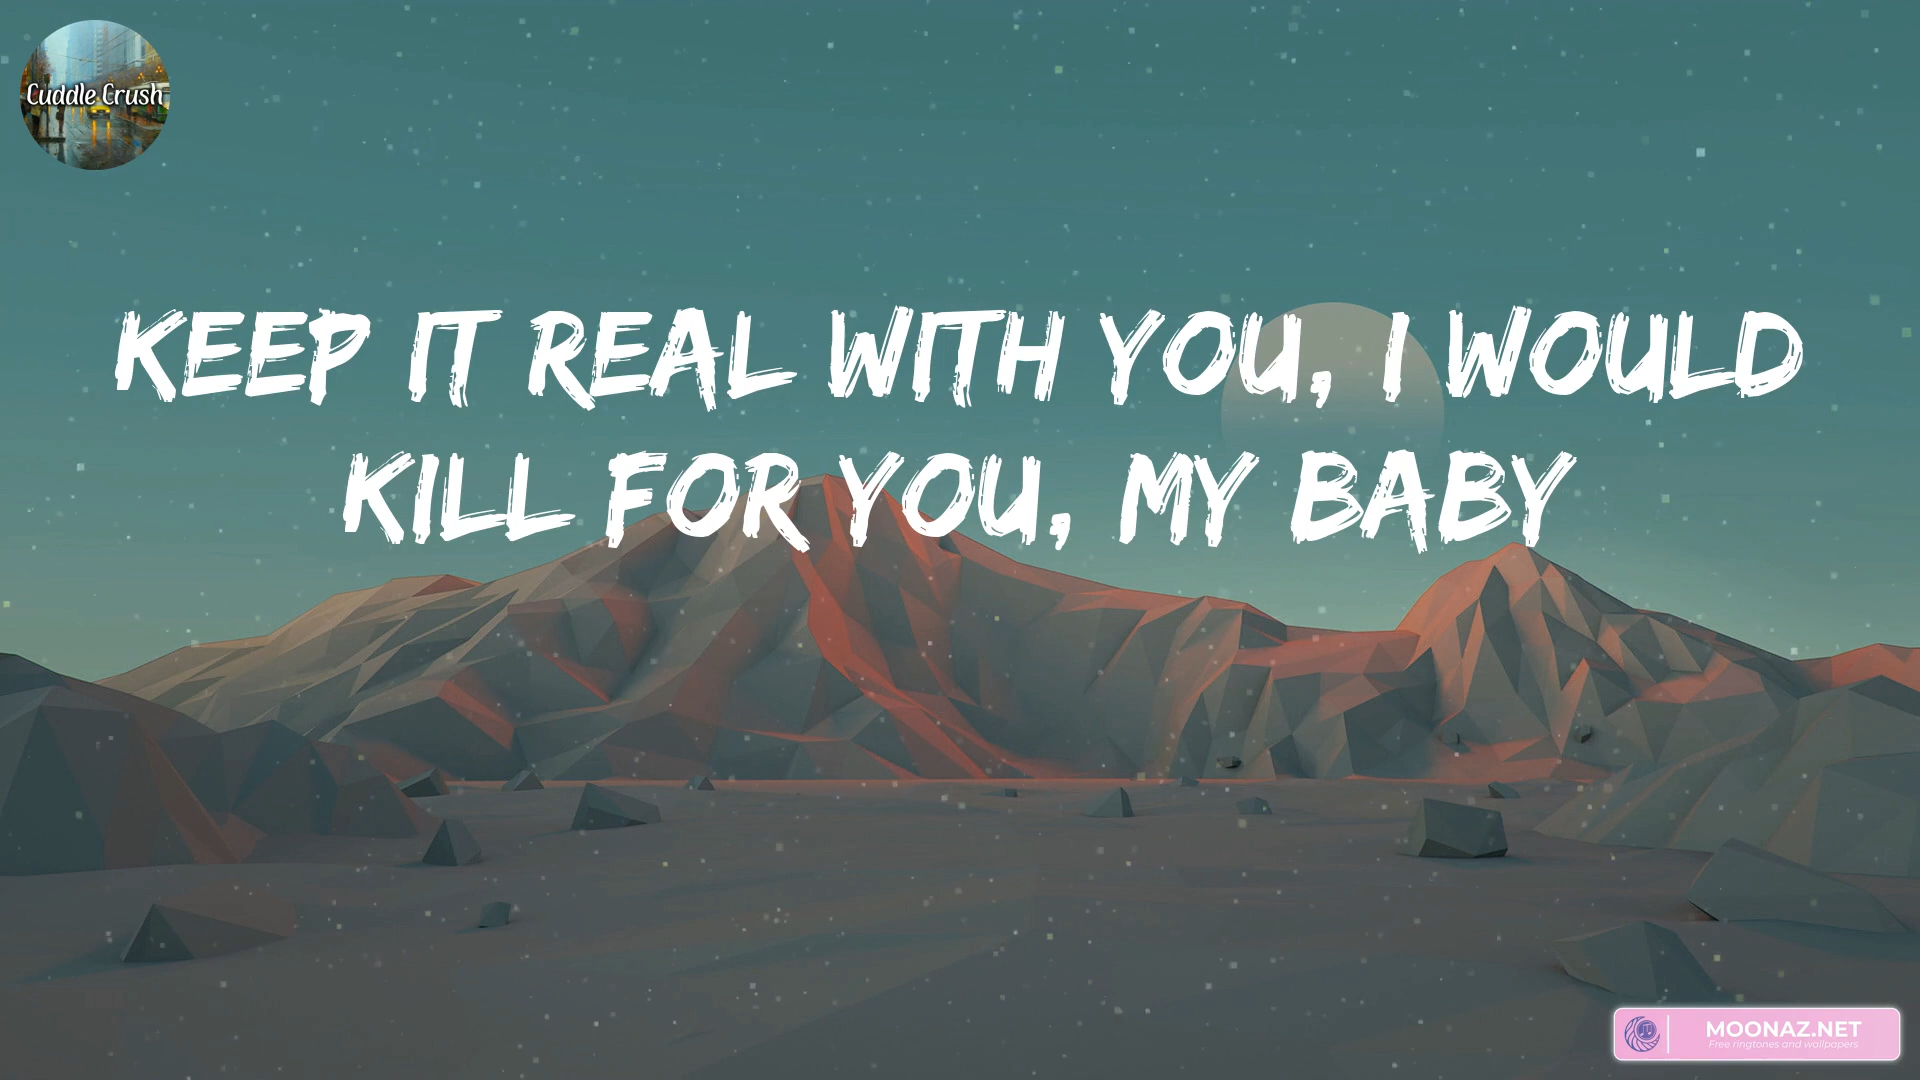 Cuddle Crush
KEEP IT REAL WITH YOU, I WOULD
KILL FOR YOU, MY BABY
MOONAZ.NET
Free ringtones and wallpapers